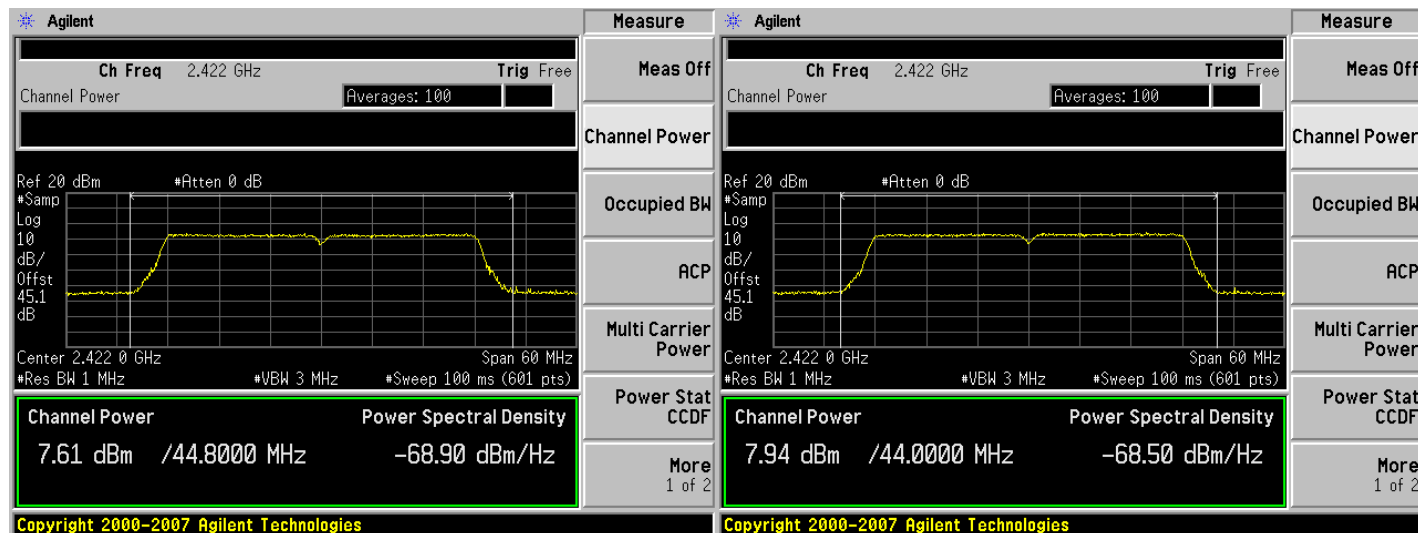 Agilent
Ch Freq 2.422 GHz Trig Free
Channel Power Averages: 100
Ref 20 dBm #Atten 0 dB
#Samp
Log
10
dB/
Offst
45.1
dB
Center 2.422 0 GHz Span 60 MHz
#Res BW 1 MHz #VBW 3 MHz #Sweep 100 ms (601 pts)
Channel Power Power Spectral Density
7.61 dBm /44.8000 MHz -68.90 dBm/Hz
Copyright 2000-2007 Agilent Technologies
Measure
Meas Off
Channel Power
Occupied BW
ACP
Multi Carrier
Power
Power Stat
CCDF
More
1 of 2
Agilent
Ch Freq 2.422 GHz Trig Free
Channel Power Averages: 100
Ref 20 dBm #Atten 0 dB
#Samp
Log
10
dB/
Offst
45.1
dB
Center 2.422 0 GHz Span 60 MHz
#Res BW 1 MHz #VBW 3 MHz #Sweep 100 ms (601 pts)
Channel Power Power Spectral Density
7.94 dBm /44.0000 MHz -68.50 dBm/Hz
Copyright 2000-2007 Agilent Technologies
Measure
Meas Off
Channel Power
Occupied BW
ACP
Multi Carrier
Power
Power Stat
CCDF
More
1 of 2